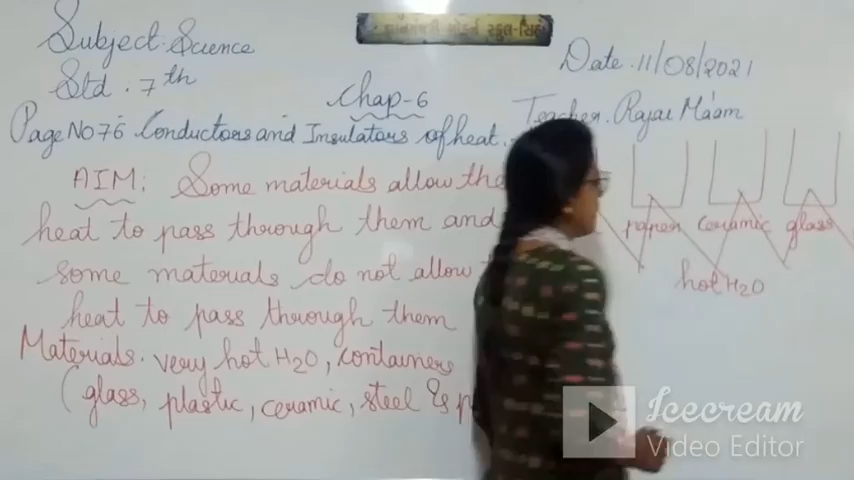 Subject: Science
Std. 7th
Date. 11/08/2021
Chap-6
Teacher. Rajal Ma'am
Page No 76 Conductors and Insulators of heat.
AIM: Some materials allow the
heat to pass through them and
some materials do not allow
heat to pass through them
Materials. very hot H2O, containers
(glass, plastic, ceramic, steel & p
paper ceramic glass
hot H2O
Icecream
Video Editor